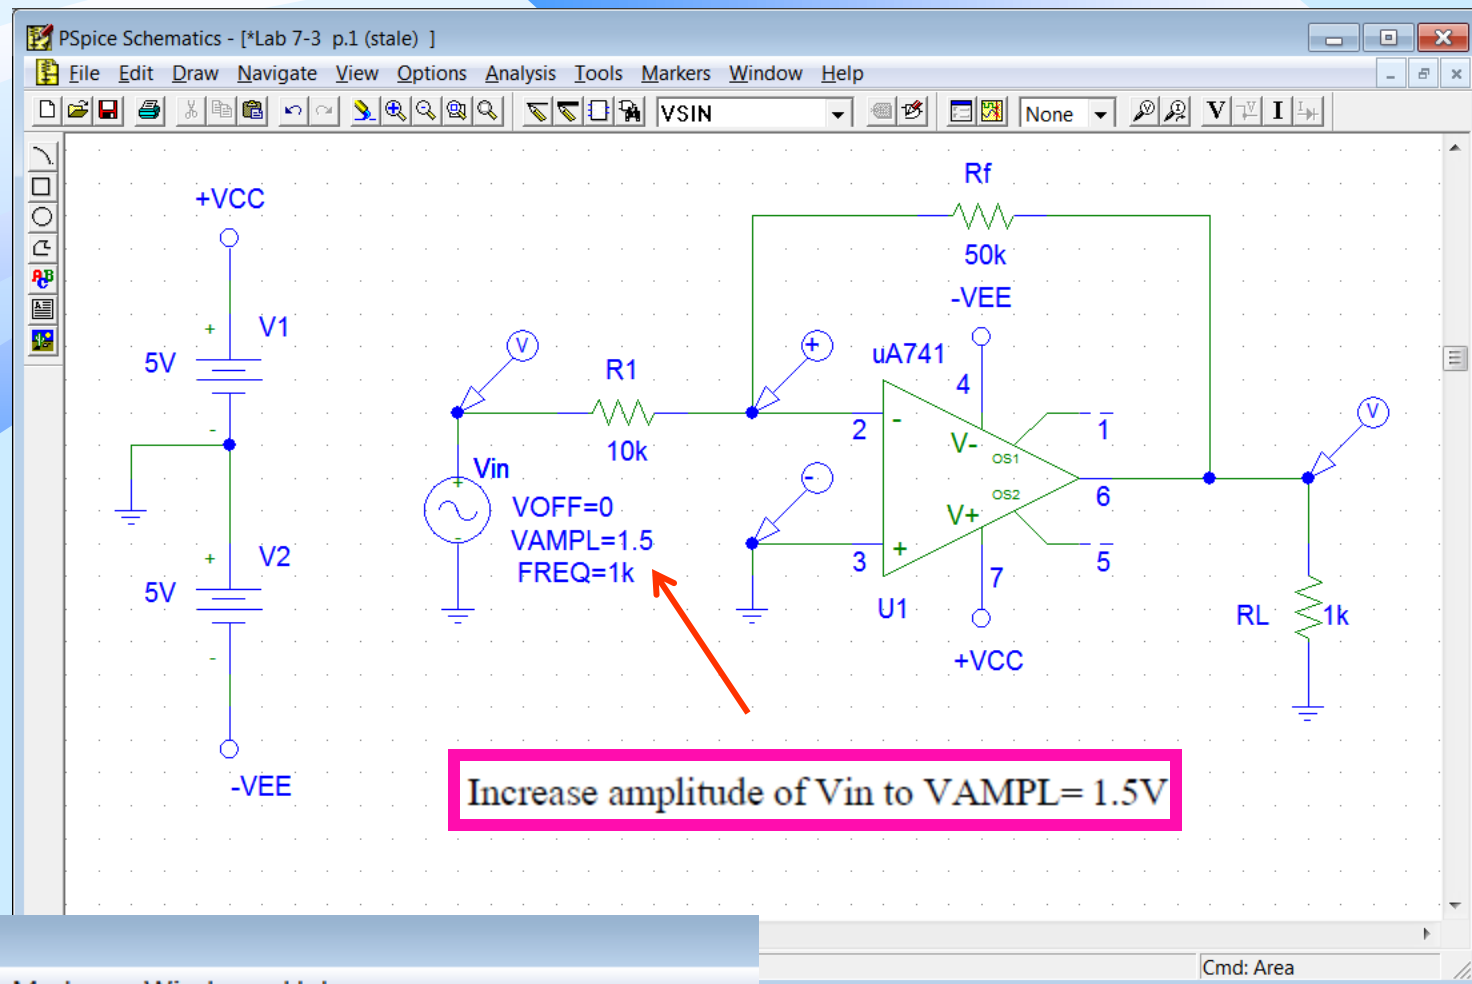 PSpice Schematics - [*Lab 7-3 p.1 (stale) ]
File Edit Draw Navigate View Options Analysis Tools Markers Window Help
VSIN
None
V
I
ABC
+VCC
+
V1
5V
-
+
V2
5V
-
-VEE
V
R1
10k
Vin
+
-
VOFF=0
VAMPL=1.5
FREQ=1k
Rf
50k
-VEE
+
uA741
4
2
-
V-
OS1
1
-
OS2
6
V+
3
+
5
7
U1
+VCC
V
RL
1k
Increase amplitude of Vin to VAMPL= 1.5V
Cmd: Area